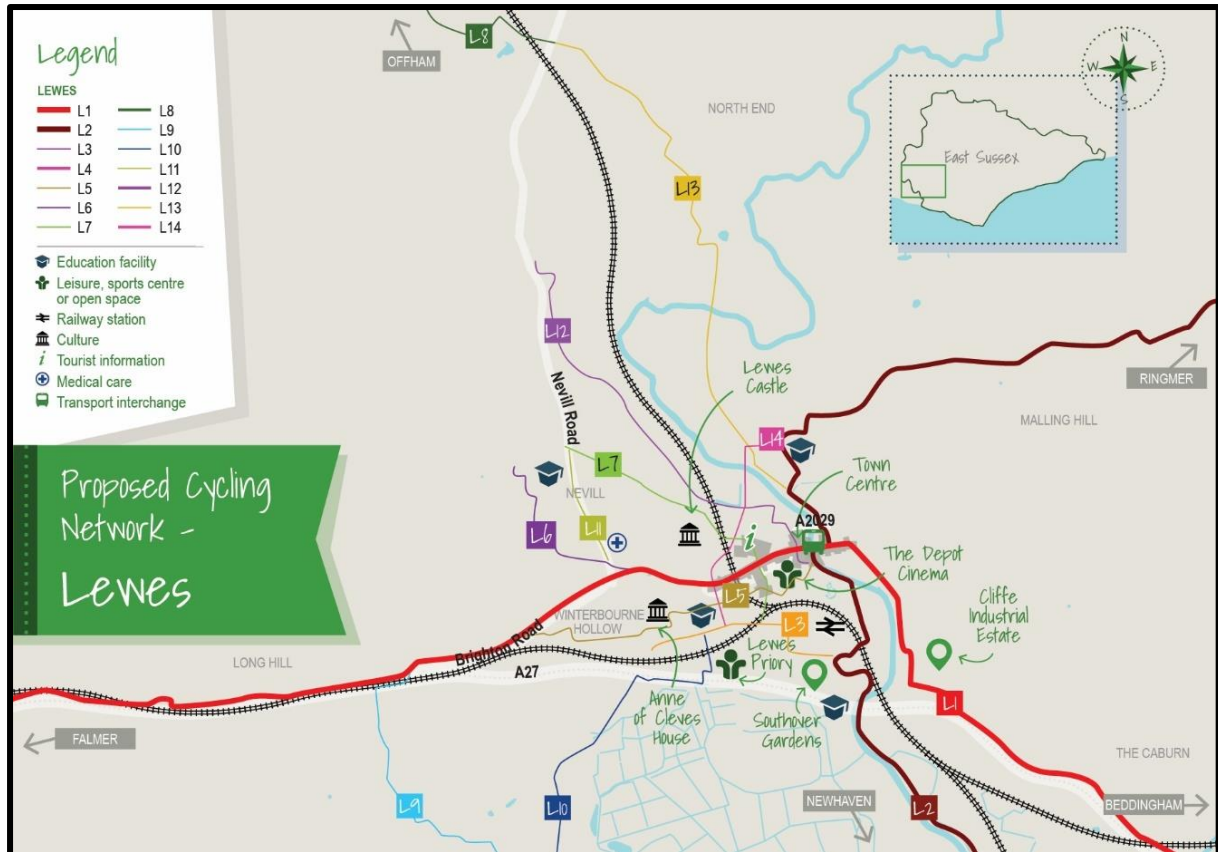 Legend
LEWES
L1
L2
L3
L4
L5
L6
L7
L8
L9
L10
L11
L12
L13
L14
Education facility
Leisure, sports centre
or open space
Railway station
Culture
Tourist information
Medical care
Transport interchange
Proposed Cycling
Network -
Lewes
L8
OFFHAM
NORTH END
L13
N
W
E
S
East Sussex
L12
Nevill Road
Lewes
Castle
RINGMER
MALLING HILL
L14
L7
NEVILL
Town
Centre
L6
L11
i
A2029
The Depot
Cinema
Cliffe
Industrial
Estate
L5
WINTERBOURNE
HOLLOW
L3
Brighton Road
LONG HILL
A27
Lewes
Priory
Anne
of Cleves
House
Southover
Gardens
L1
FALMER
THE CABURN
L9
L10
NEWHAVEN
L2
BEDDINGHAM